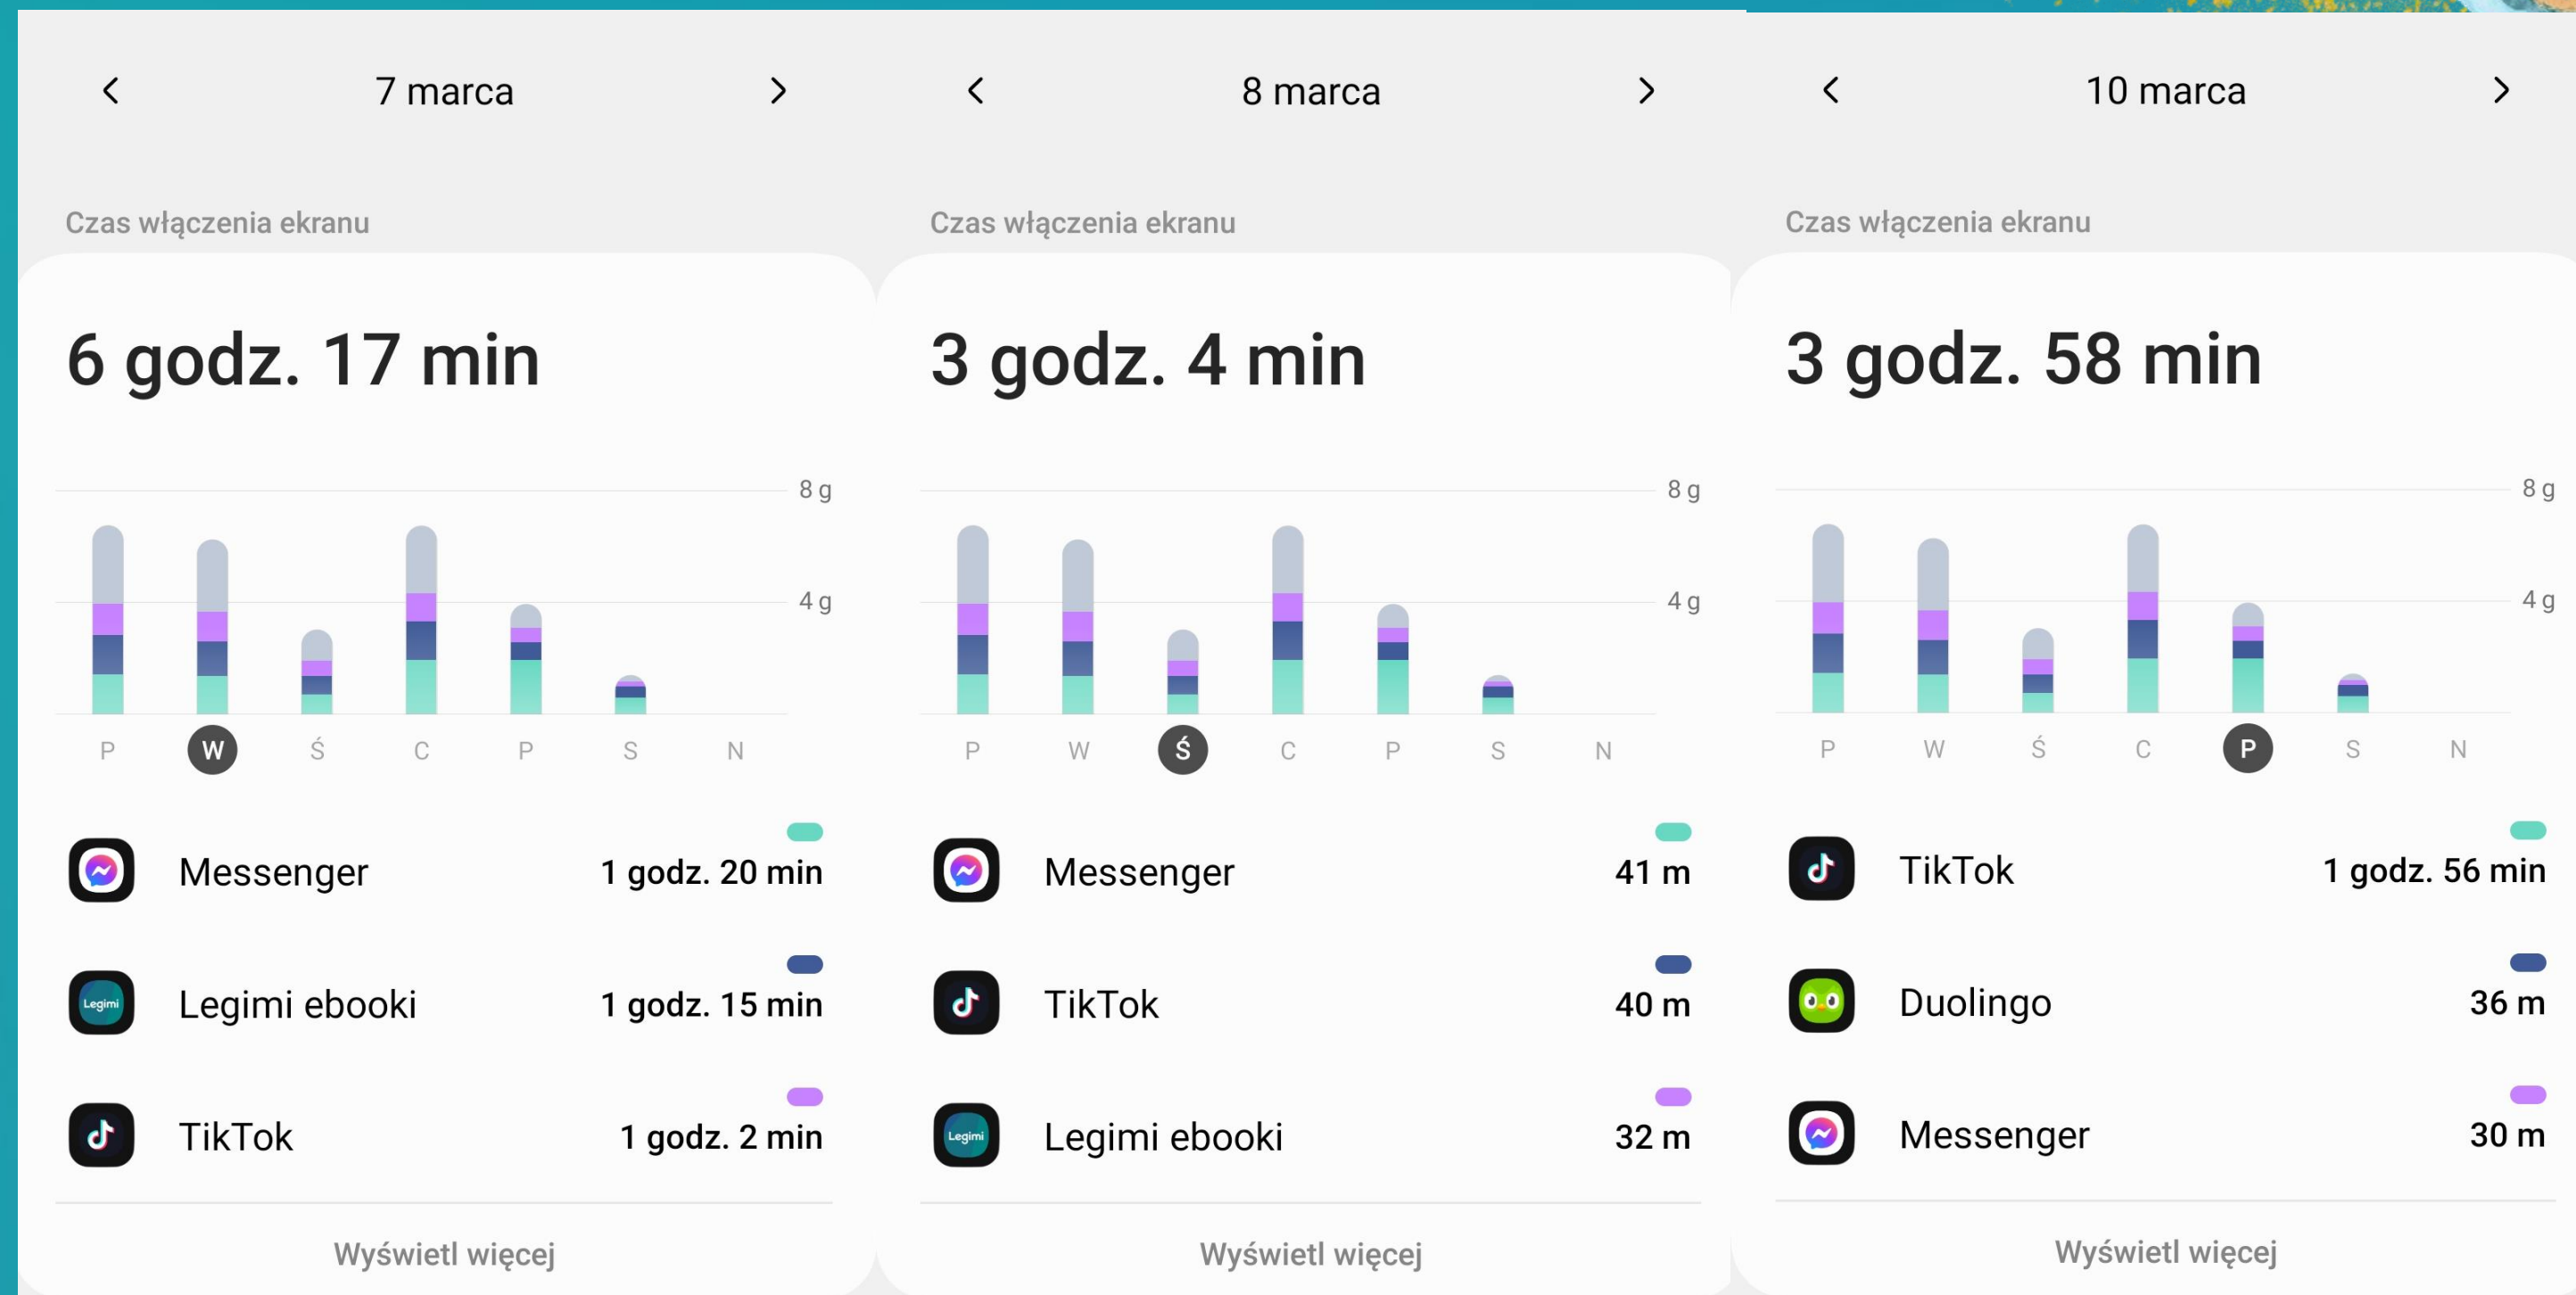 7 marca
Czas włączenia ekranu
6 godz. 17 min
8 g
4 g
P W Ś C P S N
Messenger 1 godz. 20 min
Legimi
Legimi ebooki 1 godz. 15 min
TikTok 1 godz. 2 min
Wyświetl więcej
8 marca
Czas włączenia ekranu
3 godz. 4 min
8 g
4 g
P W Ś C P S N
Messenger 41 m
TikTok 40 m
Legimi
Legimi ebooki 32 m
Wyświetl więcej
10 marca
Czas włączenia ekranu
3 godz. 58 min
8 g
4 g
P W Ś C P S N
TikTok 1 godz. 56 min
Duolingo 36 m
Messenger 30 m
Wyświetl więcej